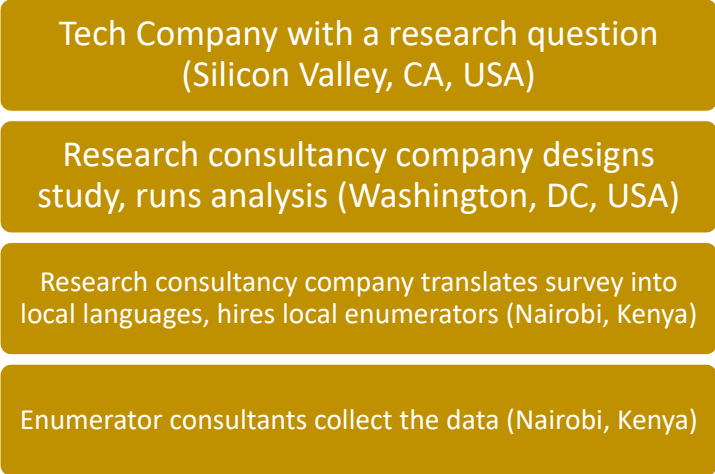 Tech Company with a research question
(Silicon Valley, CA, USA)
Research consultancy company designs
study, runs analysis (Washington, DC, USA)
Research consultancy company translates survey into
local languages, hires local enumerators (Nairobi, Kenya)
Enumerator consultants collect the data (Nairobi, Kenya)